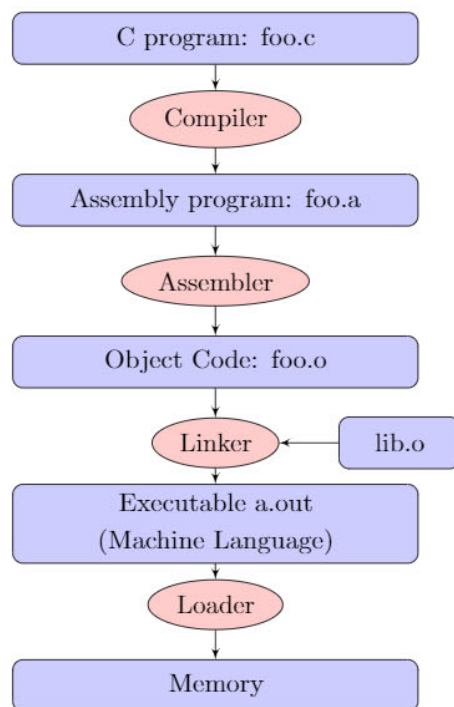 C program: foo.c
Compiler
Assembly program: foo.a
Assembler
Object Code: foo.o
Linker
lib.o
Executable a.out
(Machine Language)
Loader
Memory